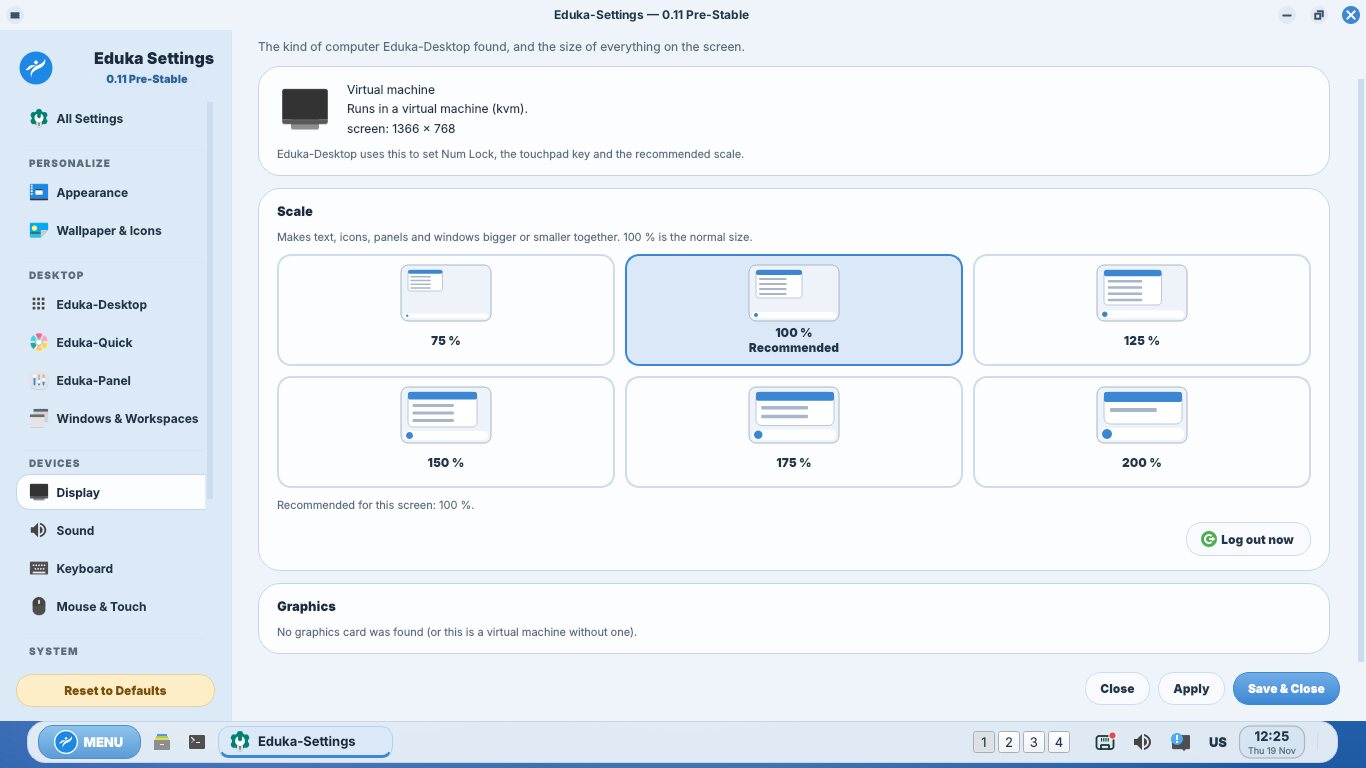 Eduka-Settings — 0.11 Pre-Stable
Eduka Settings
0.11 Pre-Stable
All Settings
PERSONALIZE
Appearance
Wallpaper & Icons
DESKTOP
Eduka-Desktop
Eduka-Quick
Eduka-Panel
Windows & Workspaces
DEVICES
Display
Sound
Keyboard
Mouse & Touch
SYSTEM
Reset to Defaults
The kind of computer Eduka-Desktop found, and the size of everything on the screen.
Virtual machine
Runs in a virtual machine (kvm).
screen: 1366 × 768
Eduka-Desktop uses this to set Num Lock, the touchpad key and the recommended scale.
Scale
Makes text, icons, panels and windows bigger or smaller together. 100 % is the normal size.
75 %
100 %
Recommended
125 %
150 %
175 %
200 %
Recommended for this screen: 100 %.
Log out now
Graphics
No graphics card was found (or this is a virtual machine without one).
Close
Apply
Save & Close
MENU
Eduka-Settings
1
2
3
4
US
12:25
Thu 19 Nov